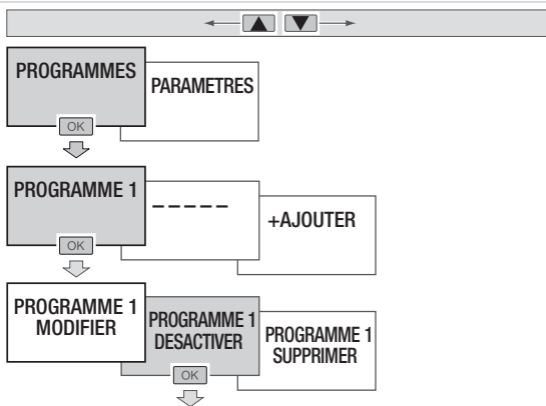 PROGRAMMES
PARAMETRES
OK
PROGRAMME 1
-----
+AJOUTER
OK
PROGRAMME 1
MODIFIER
PROGRAMME 1
DESACTIVER
PROGRAMME 1
SUPPRIMER
OK